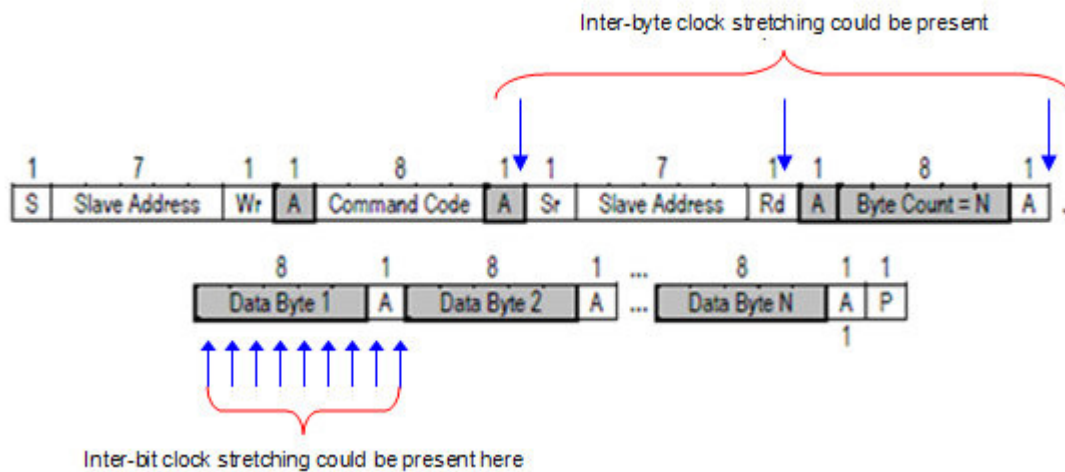 Inter-byte clock stretching could be present
1 7 1 1 8 1 1 7 1 1 8 1
S Slave Address Wr A Command Code A Sr Slave Address Rd A Byte Count = N A
8 1 8 1 ... 8 1 1
Data Byte 1 A Data Byte 2 A ... Data Byte N A P
1
Inter-bit clock stretching could be present here